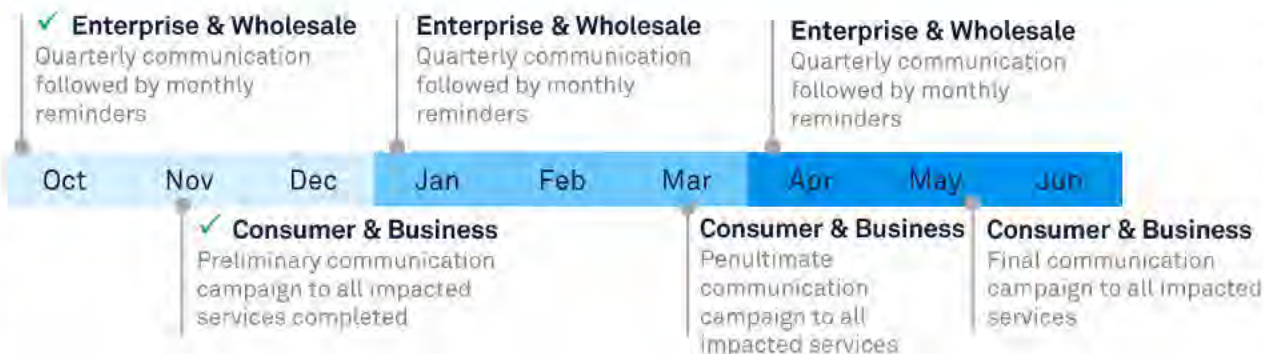 ✓ Enterprise & Wholesale
Quarterly communication
followed by monthly
reminders
Enterprise & Wholesale
Quarterly communication
followed by monthly
reminders
Enterprise & Wholesale
Quarterly communication
followed by monthly
reminders
Oct Nov Dec Jan Feb Mar Apr May Jun
✓ Consumer & Business
Preliminary communication
campaign to all impacted
services completed
Consumer & Business
Penultimate
communication
campaign to all
impacted services
Consumer & Business
Final communication
campaign to all impacted
services